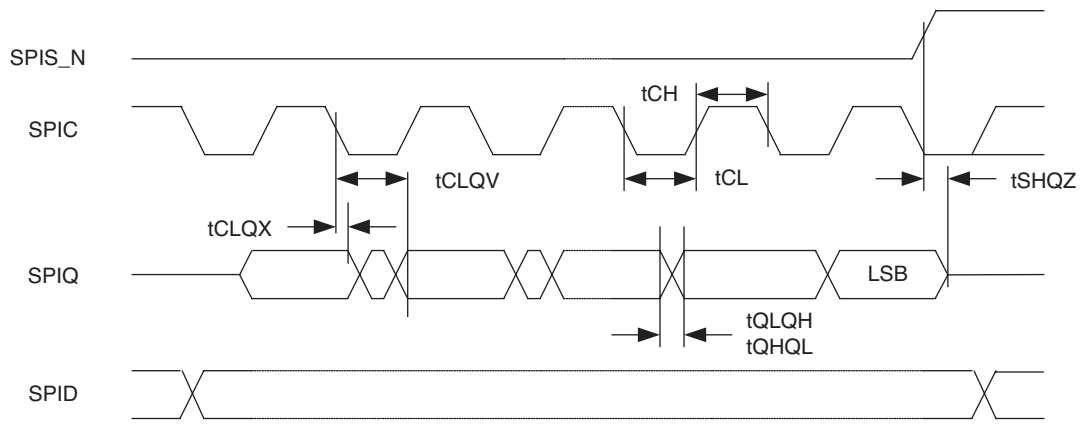 SPIS_N
SPIC
tCH
tCLQV
tCL
tSHQZ
tCLQX
SPIQ
LSB
tQLQH
tQHQL
SPID